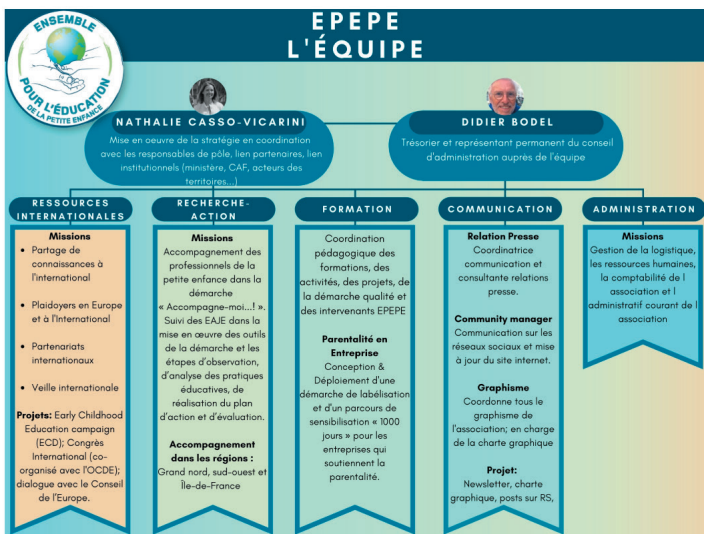 ENSEMBLE
POUR L'ÉDUCATION
DE LA PETITE ENFANCE
EPEPE
L'ÉQUIPE
NATHALIE CASSO-VICARINI
Mise en oeuvre de la stratégie en coordination
avec les responsables de pôle, lien partenaires, lien
institutionnels (ministère, CAF, acteurs des
territoires...)
DIDIER BODEL
Trésorier et représentant permanent du conseil
d'administration auprès de l'équipe
RESSOURCES
INTERNATIONALES
Missions
• Partage de
connaissances à
l'international
• Plaidoyers en Europe
et à l'International
• Partenariats
internationaux
• Veille internationale
Projets: Early Childhood
Education campaign
(ECD); Congrès
International (co-
organisé avec l'OCDE);
dialogue avec le Conseil
de l'Europe.
RECHERCHE-
ACTION
Missions
Accompagnement des
professionnels de la
petite enfance dans la
démarche
« Accompagne-moi...! ».
Suivi des EAJE dans la
mise en œuvre des outils
de la démarche et les
étapes d'observation,
d'analyse des pratiques
éducatives, de
réalisation du plan
d'action et d'évaluation.
Accompagnement
dans les régions :
Grand nord, sud-ouest et
Île-de-France
FORMATION
Coordination
pédagogique des
formations, des
activités, des projets, de
la démarche qualité et
des intervenants EPEPE
Parentalité en
Entreprise
Conception &
Déploiement d'une
démarche de labélisation
et d'un parcours de
sensibilisation « 1000
jours » pour les
entreprises qui
soutiennent la
parentalité.
COMMUNICATION
Relation Presse
Coordinatrice
communication et
consultante relations
presse.
Community manager
Communication sur les
réseaux sociaux et mise
à jour du site internet.
Graphisme
Coordonne tous le
graphisme de
l'association; en charge
de la charte graphique
Projet:
Newsletter, charte
graphique, posts sur RS,
ADMINISTRATION
Missions
Gestion de la logistique,
les ressources humaines,
la comptabilité de l
association et l
administratif courant de l
association